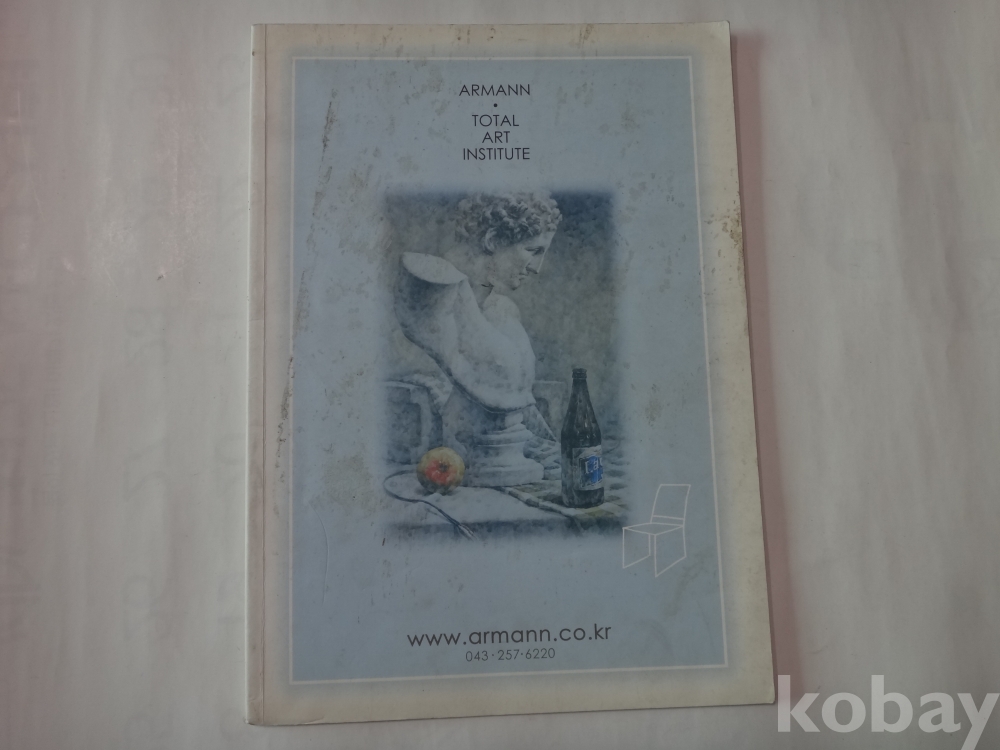 ARMANN
•
TOTAL
ART
INSTITUTE
www.armann.co.kr
043·257·6220
kobay